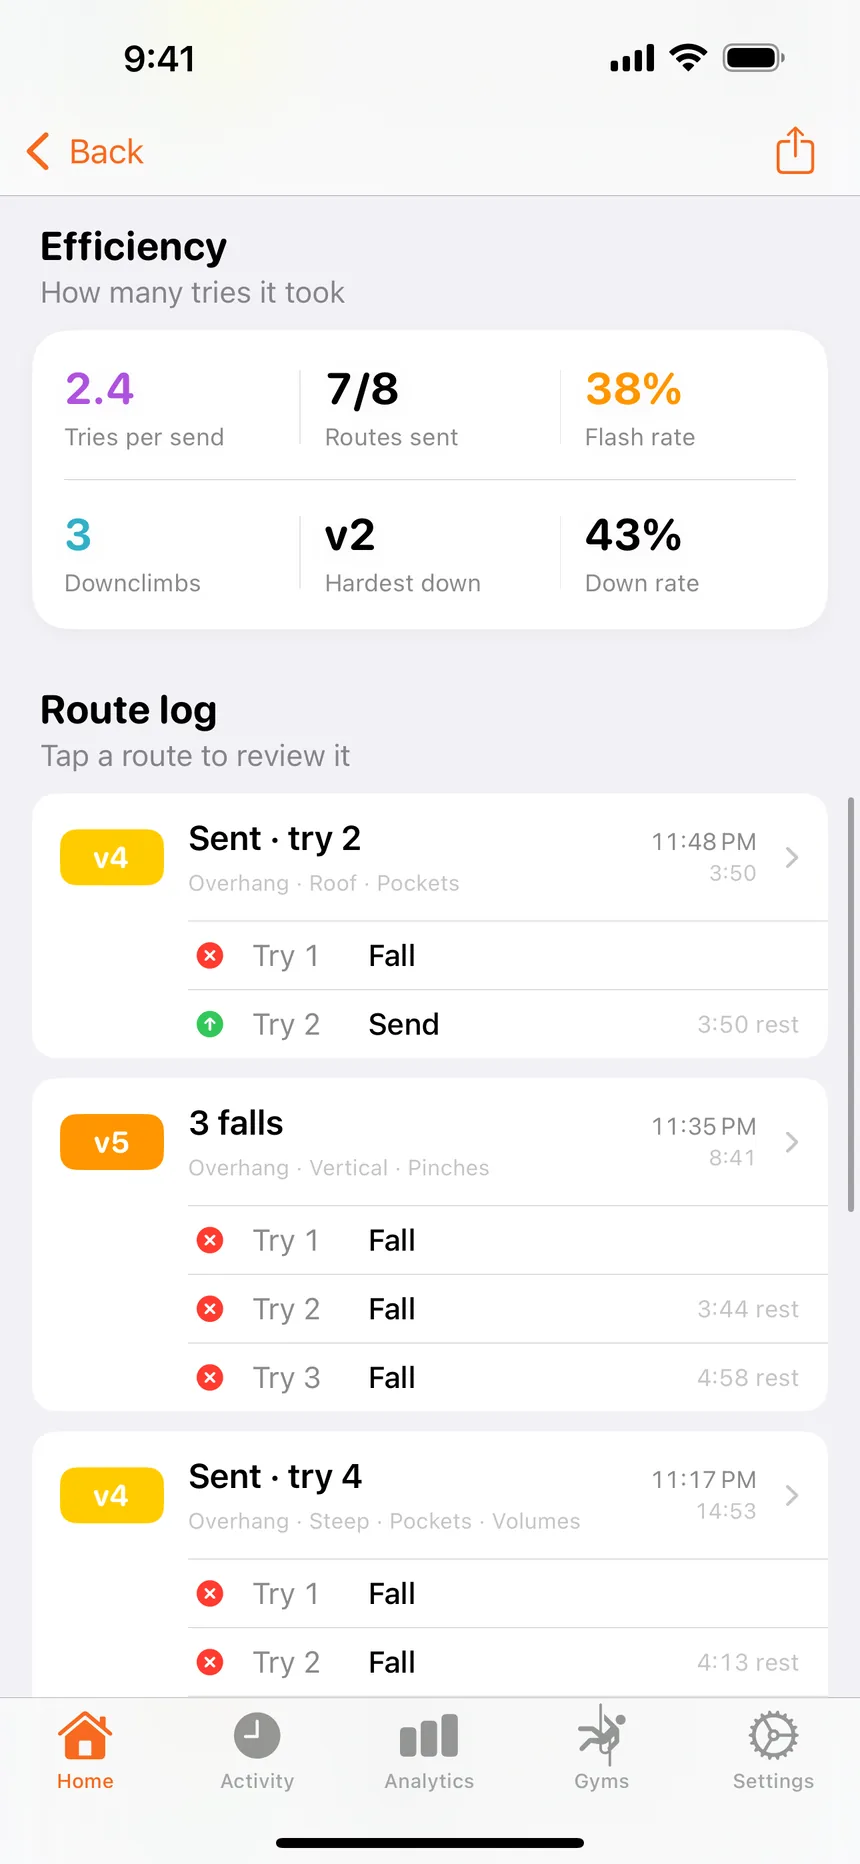 9:41
Back
Efficiency
How many tries it took
2.4
Tries per send
7/8
Routes sent
38%
Flash rate
3
Downclimbs
v2
Hardest down
43%
Down rate
Route log
Tap a route to review it
v4
Sent · try 2
Overhang · Roof · Pockets
11:48 PM
3:50
Try 1 Fall
Try 2 Send 3:50 rest
v5
3 falls
Overhang · Vertical · Pinches
11:35 PM
8:41
Try 1 Fall
Try 2 Fall 3:44 rest
Try 3 Fall 4:58 rest
v4
Sent · try 4
Overhang · Steep · Pockets · Volumes
11:17 PM
14:53
Try 1 Fall
Try 2 Fall 4:13 rest
Home
Activity
Analytics
Gyms
Settings